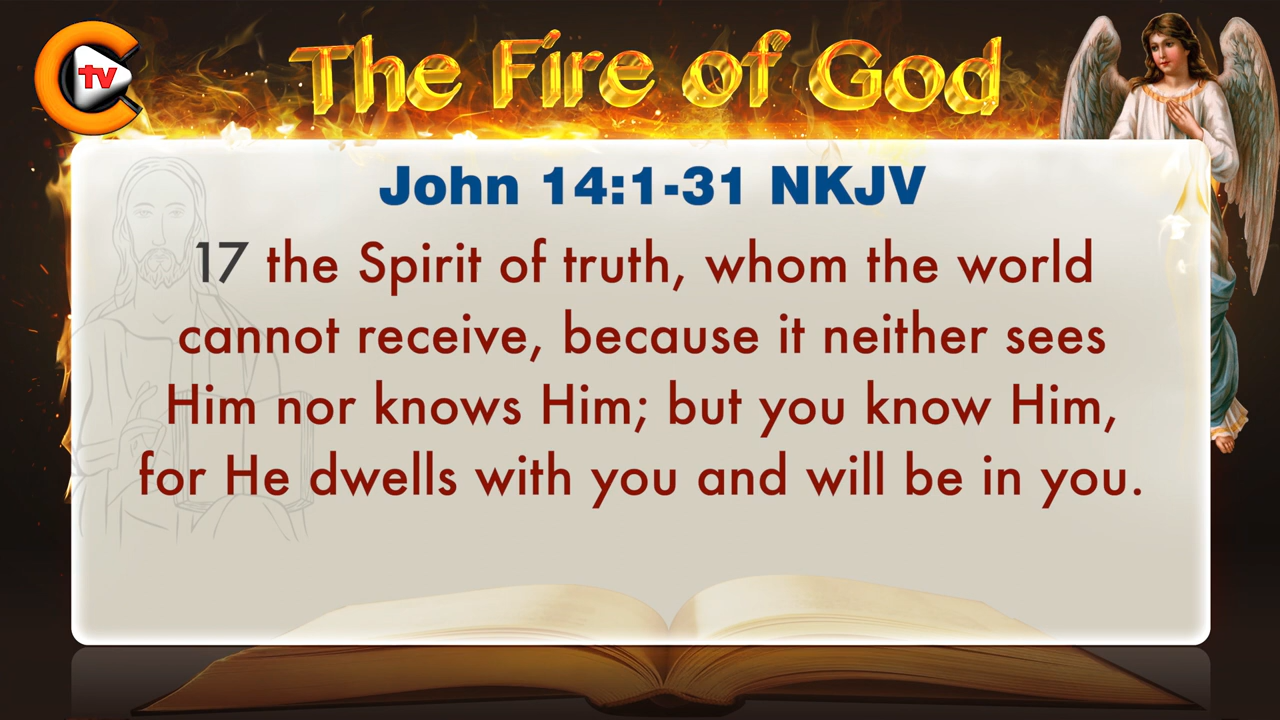 tv
The Fire of God
John 14:1-31 NKJV
17 the Spirit of truth, whom the world
cannot receive, because it neither sees
Him nor knows Him; but you know Him,
for He dwells with you and will be in you.